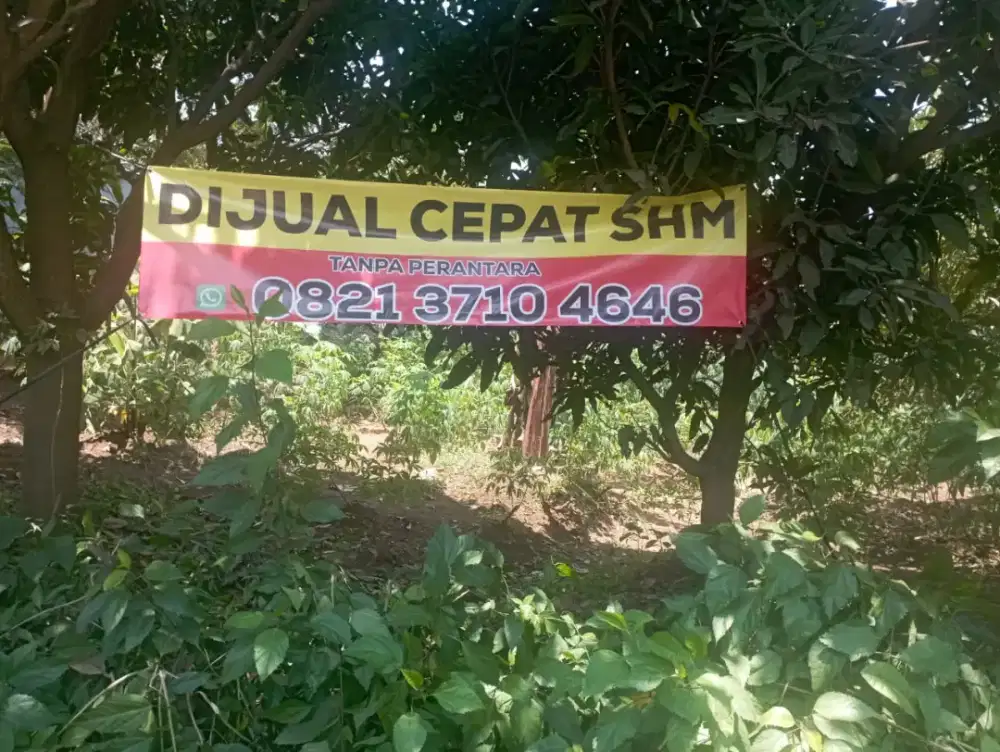 DIJUAL CEPAT SHM
TANPA PERANTARA
0821 3710 4646